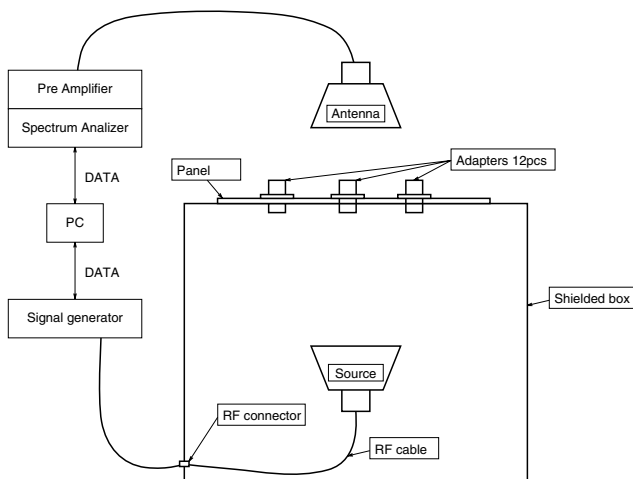 Pre Amplifier
Spectrum Analizer
Antenna
Adapters 12pcs
Panel
DATA
PC
DATA
Signal generator
Shielded box
Source
RF connector
RF cable